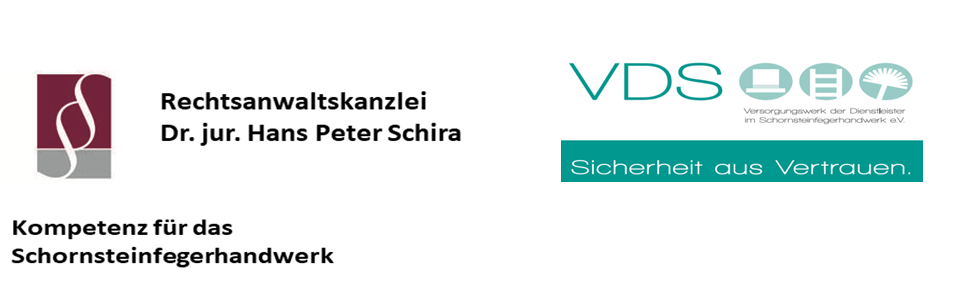 Rechtsanwaltskanzlei
Dr. jur. Hans Peter Schira
Kompetenz für das
Schornsteinfegerhandwerk
VDS
Versorgungswerk der Dienstleister
im Schornsteinfegerhandwerk e.V.
Sicherheit aus Vertrauen.